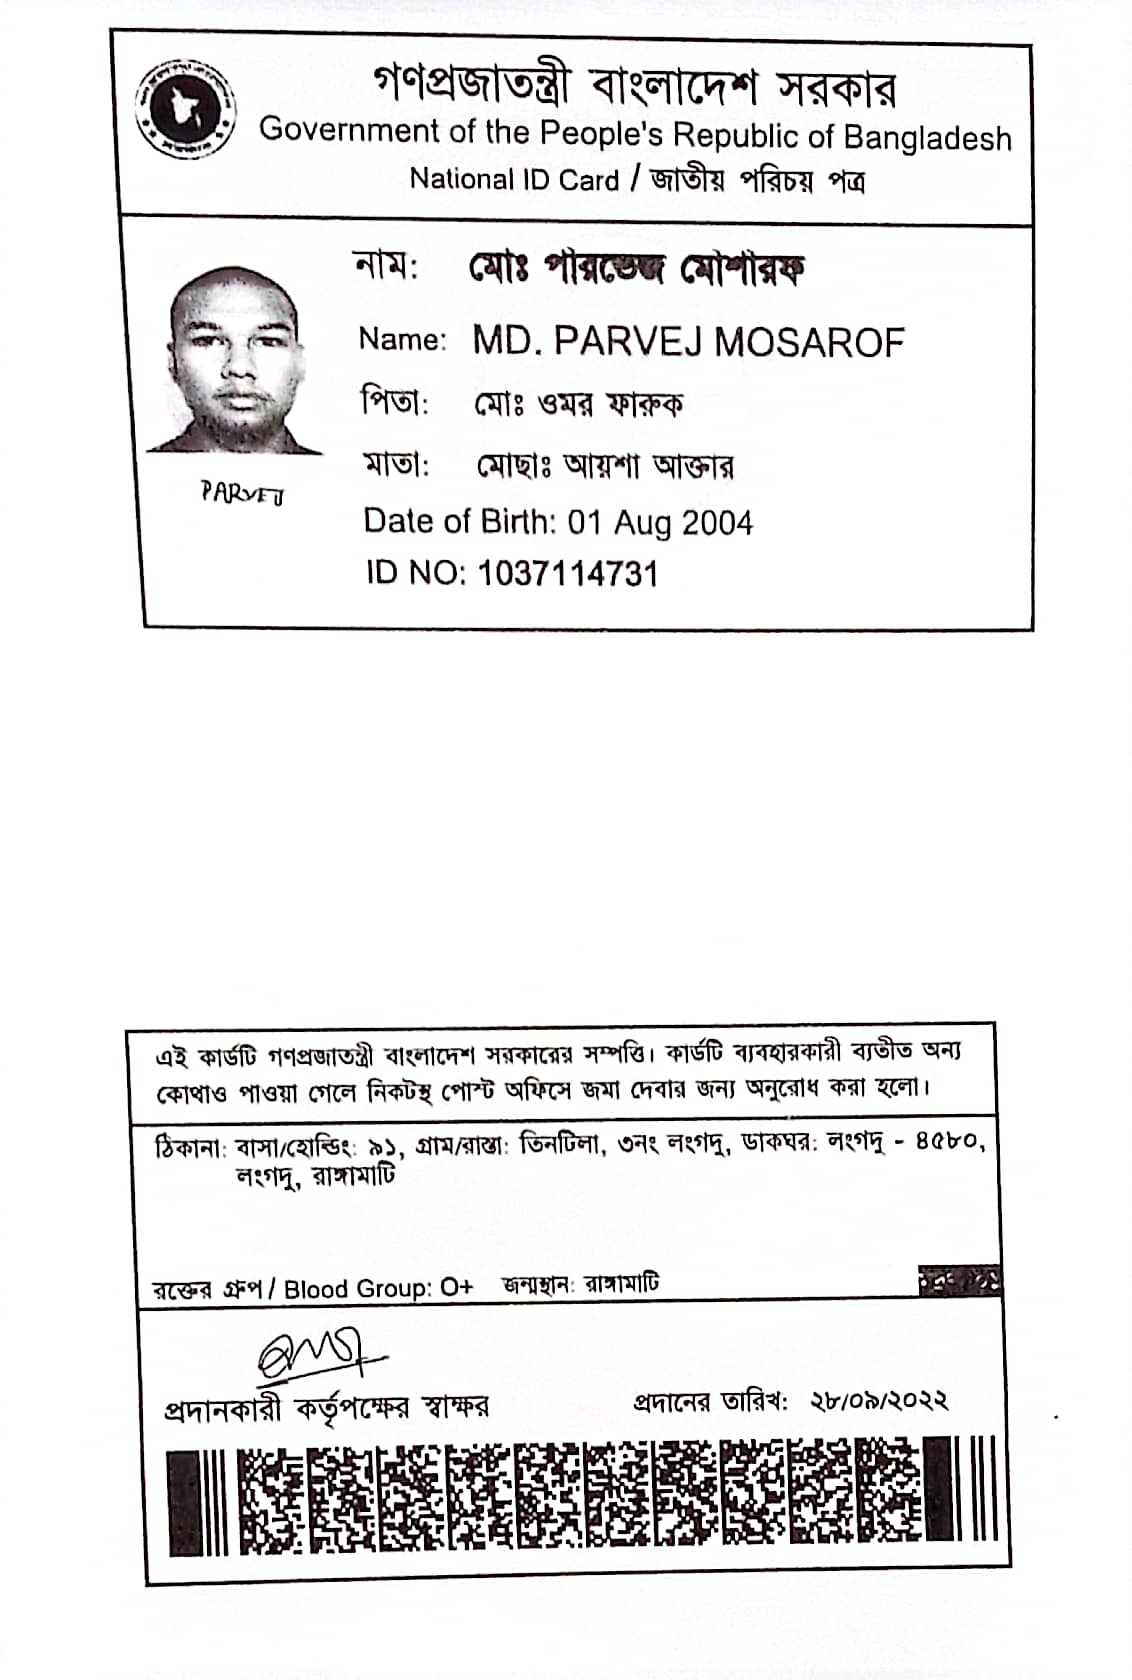 গণপ্রজাতন্ত্রী বাংলাদেশ সরকার
Government of the People's Republic of Bangladesh
National ID Card / জাতীয় পরিচয় পত্র
নাম: মোঃ পারভেজ মোশারফ
Name: MD. PARVEJ MOSAROF
পিতা: মোঃ ওমর ফারুক
মাতা: মোছাঃ আয়শা আক্তার
PARVEJ
Date of Birth: 01 Aug 2004
ID NO: 1037114731
এই কার্ডটি গণপ্রজাতন্ত্রী বাংলাদেশ সরকারের সম্পত্তি। কার্ডটি ব্যবহারকারী ব্যতীত অন্য
কোথাও পাওয়া গেলে নিকটস্থ পোস্ট অফিসে জমা দেবার জন্য অনুরোধ করা হলো।
ঠিকানা: বাসা/হোল্ডিং: ৯১, গ্রাম/রাস্তা: তিনটিলা, ৩নং লংগদু, ডাকঘর: লংগদু - ৪৫৮০,
লংগদু, রাঙ্গামাটি
রক্তের গ্রুপ / Blood Group: O+ জন্মস্থান: রাঙ্গামাটি
প্রদানকারী কর্তৃপক্ষের স্বাক্ষর
প্রদানের তারিখ: ২৮/০৯/২০২২